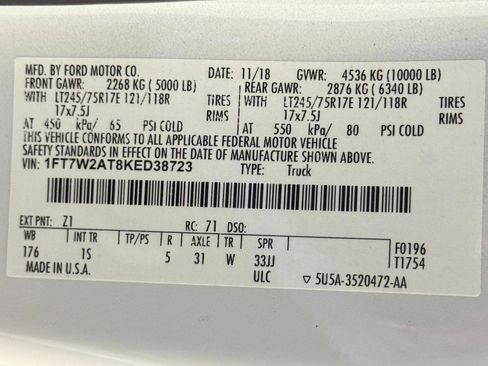 MFD. BY FORD MOTOR CO. DATE: 11/18 GVWR: 4536 KG (10000 LB)
FRONT GAWR: 2268 KG (5000 LB) REAR GAWR: 2876 KG (6340 LB)
WITH LT245/75R17E 121/118R TIRES WITH LT245/75R17E 121/118R TIRES
17x7.5J RIMS 17x7.5J RIMS
AT 450 kPa/ 65 PSI COLD AT 550 kPa/ 80 PSI COLD
THIS VEHICLE CONFORMS TO ALL APPLICABLE FEDERAL MOTOR VEHICLE
SAFETY STANDARDS IN EFFECT ON THE DATE OF MANUFACTURE SHOWN ABOVE.
VIN: 1FT7W2AT8KED38723 TYPE: Truck
EXT PNT: Z1 RC: 71 DSO:
WB INT TR TP/PS R AXLE TR SPR F0196
176 1S 5 31 W 33JJ T1754
MADE IN U.S.A. ULC ▽ 5U5A-3520472-AA